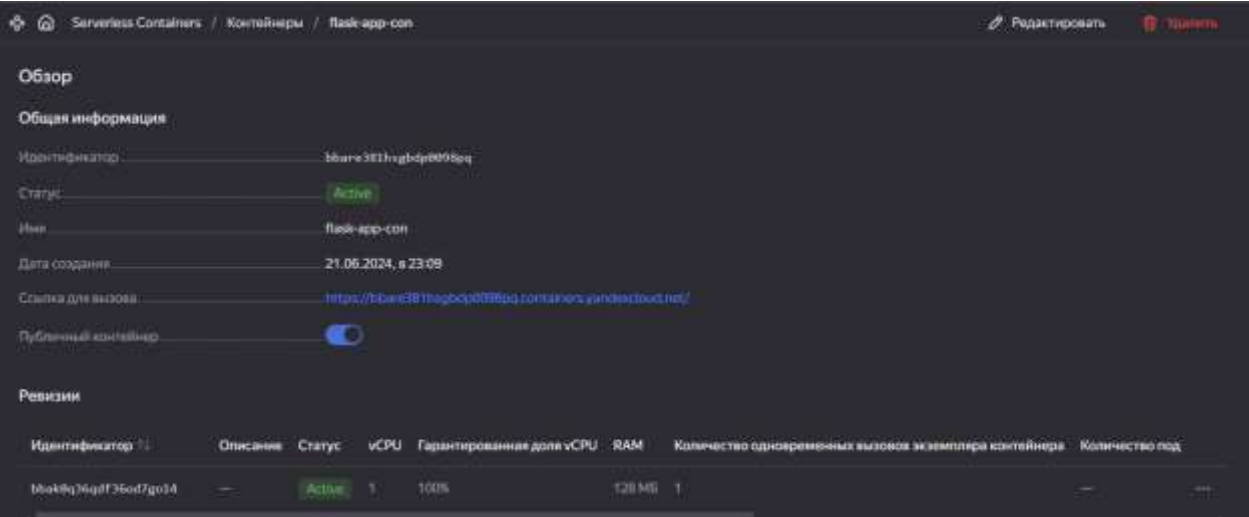 Serverless Containers / Контейнеры / flask-app-con
Редактировать
Удалить
Обзор
Общая информация
Идентификатор
Статус Active
Имя flask-app-con
Дата создания 21.06.2024, в 23:09
Ссылка для вызова
Публичный контейнер
Ревизии
Идентификатор Описание Статус vCPU Гарантированная доля vCPU RAM Количество одновременных вызовов экземпляра контейнера Количество под
— Active 1 100% 128 МБ 1 —